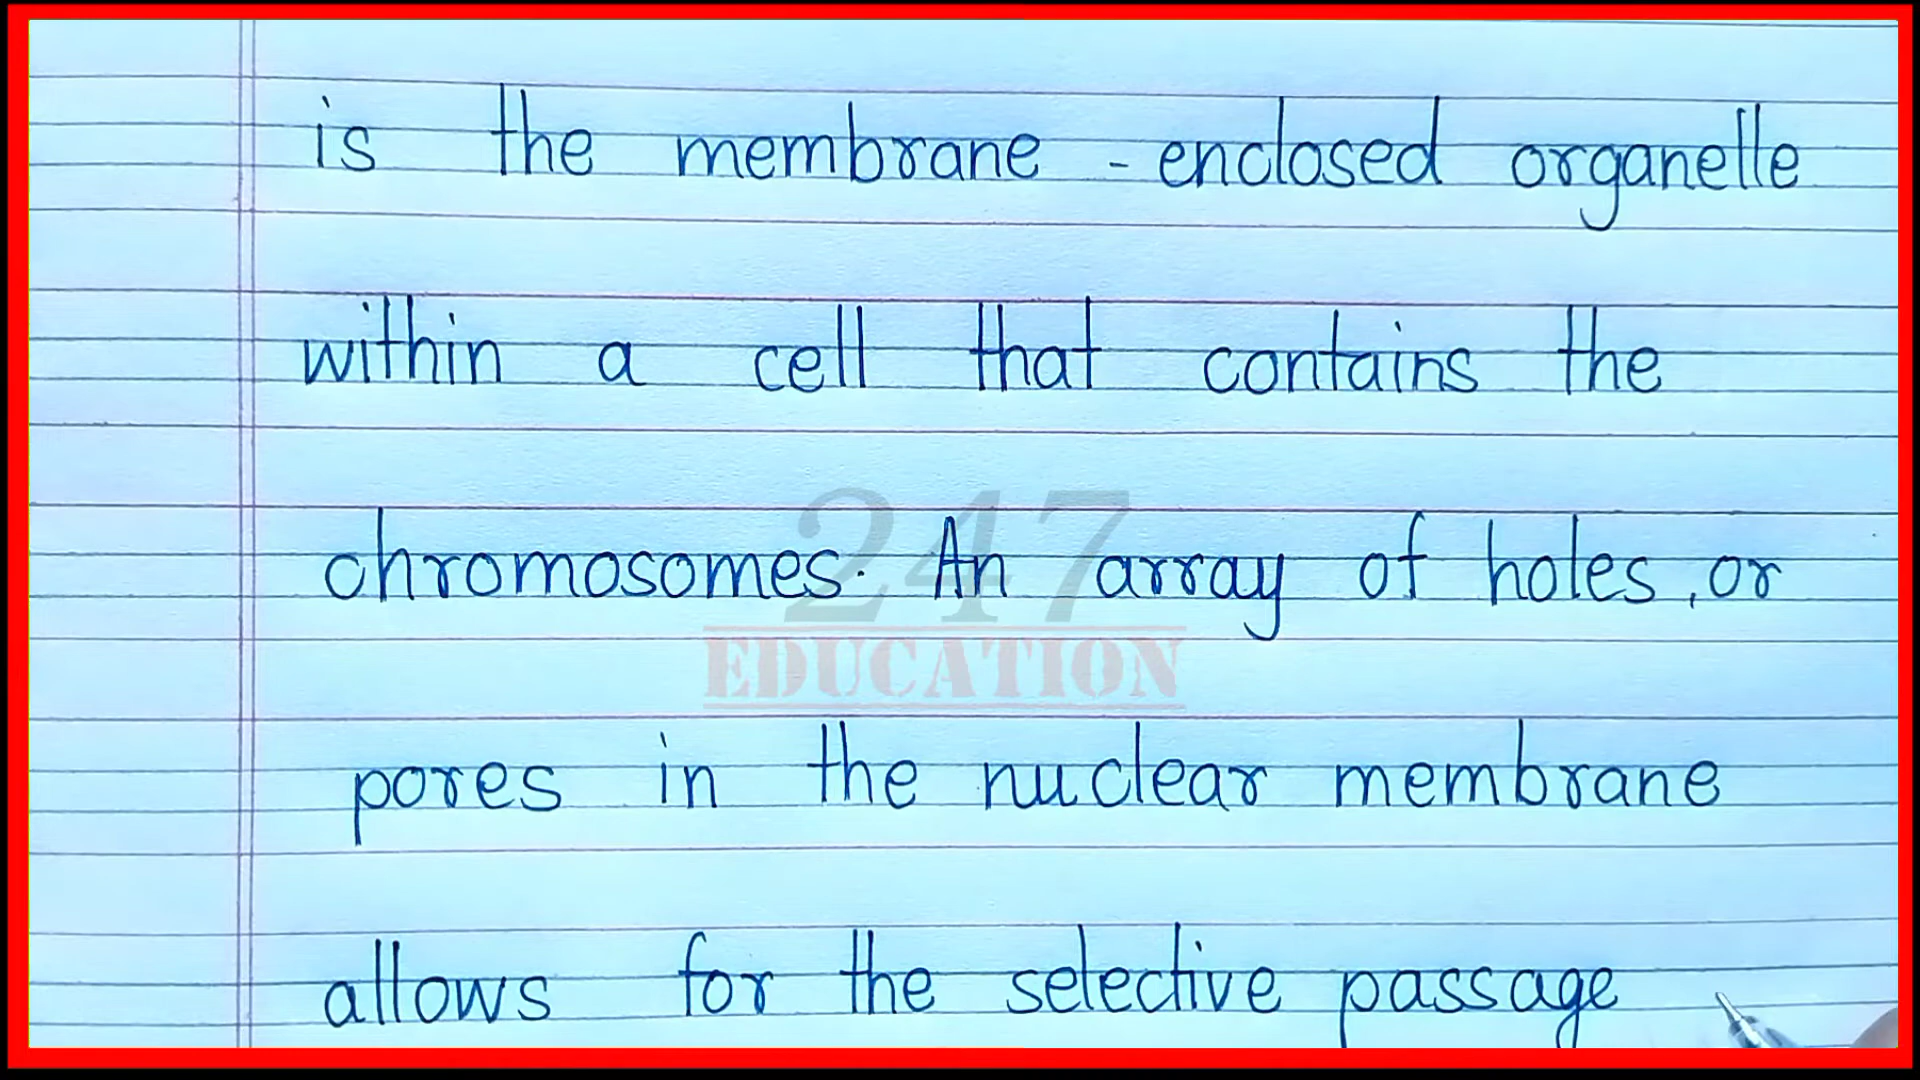 is the membrane - enclosed organelle
within a cell that contains the
chromosomes. An array of holes, or
247
EDUCATION
pores in the nuclear membrane
allows for the selective passage